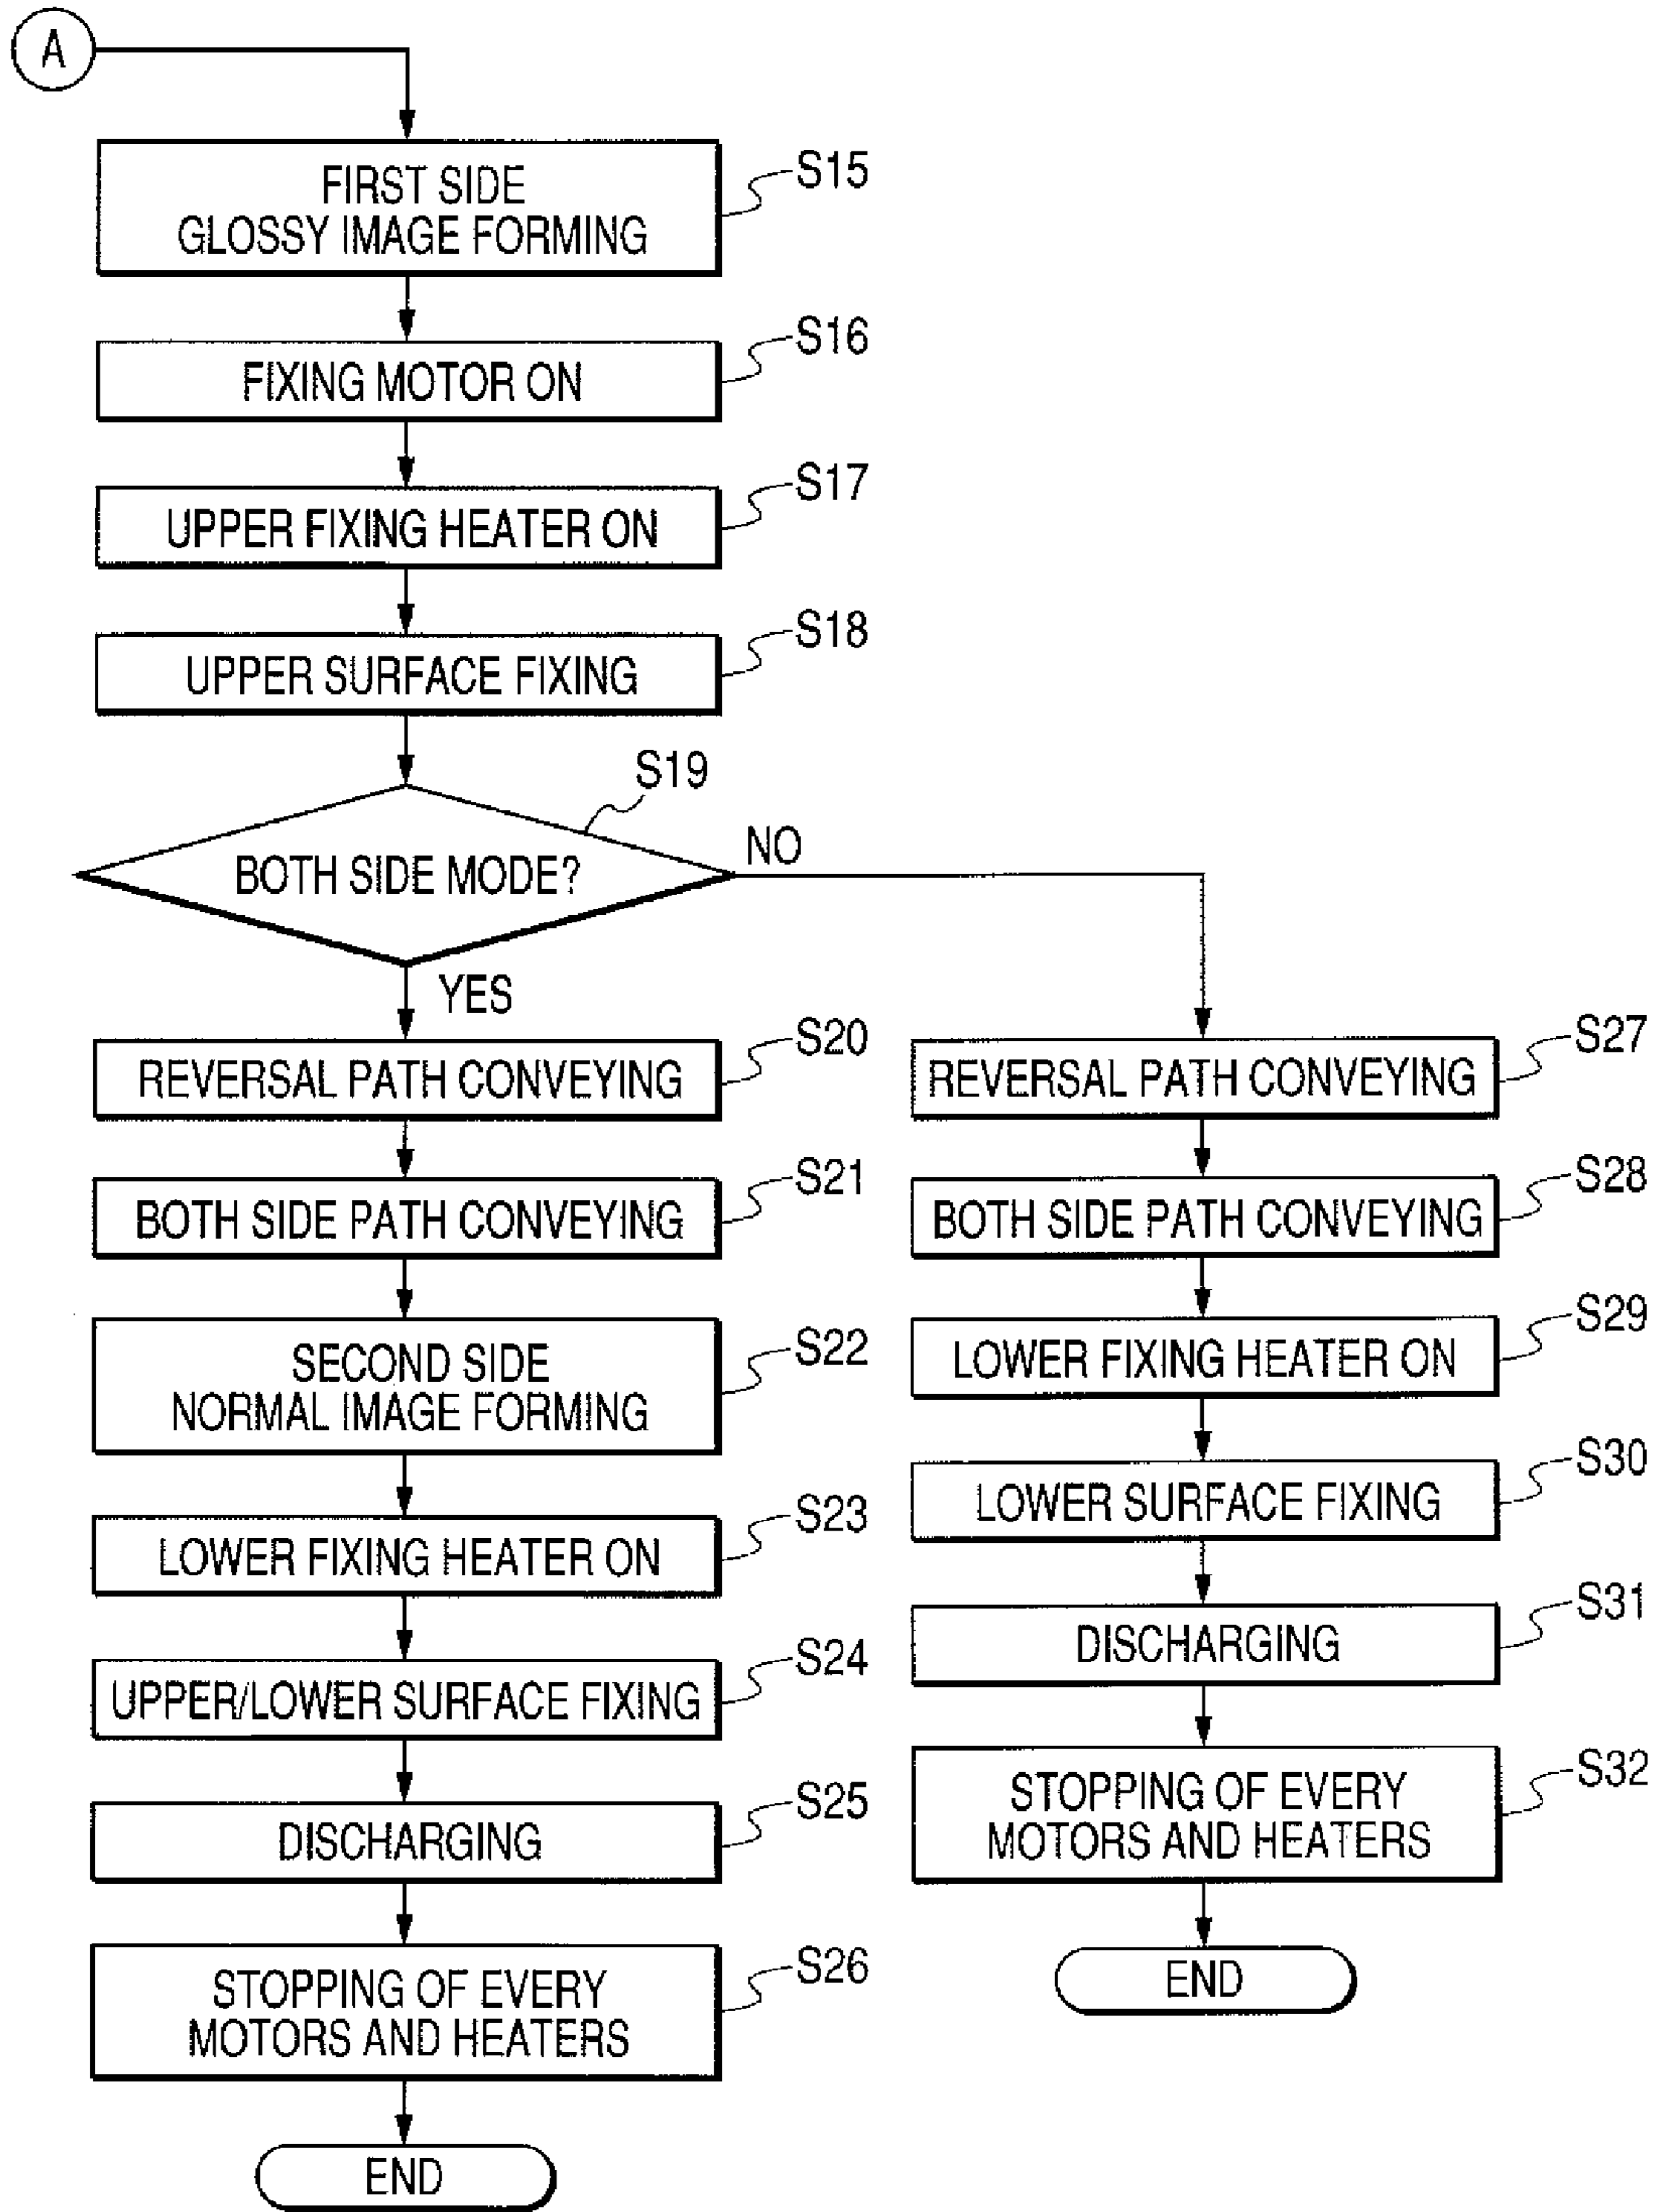 A
FIRST SIDE
GLOSSY IMAGE FORMING
S15
FIXING MOTOR ON
S16
UPPER FIXING HEATER ON
S17
UPPER SURFACE FIXING
S18
BOTH SIDE MODE?
S19
NO
YES
REVERSAL PATH CONVEYING
S20
BOTH SIDE PATH CONVEYING
S21
SECOND SIDE
NORMAL IMAGE FORMING
S22
LOWER FIXING HEATER ON
S23
UPPER/LOWER SURFACE FIXING
S24
DISCHARGING
S25
STOPPING OF EVERY
MOTORS AND HEATERS
S26
END
REVERSAL PATH CONVEYING
S27
BOTH SIDE PATH CONVEYING
S28
LOWER FIXING HEATER ON
S29
LOWER SURFACE FIXING
S30
DISCHARGING
S31
STOPPING OF EVERY
MOTORS AND HEATERS
S32
END